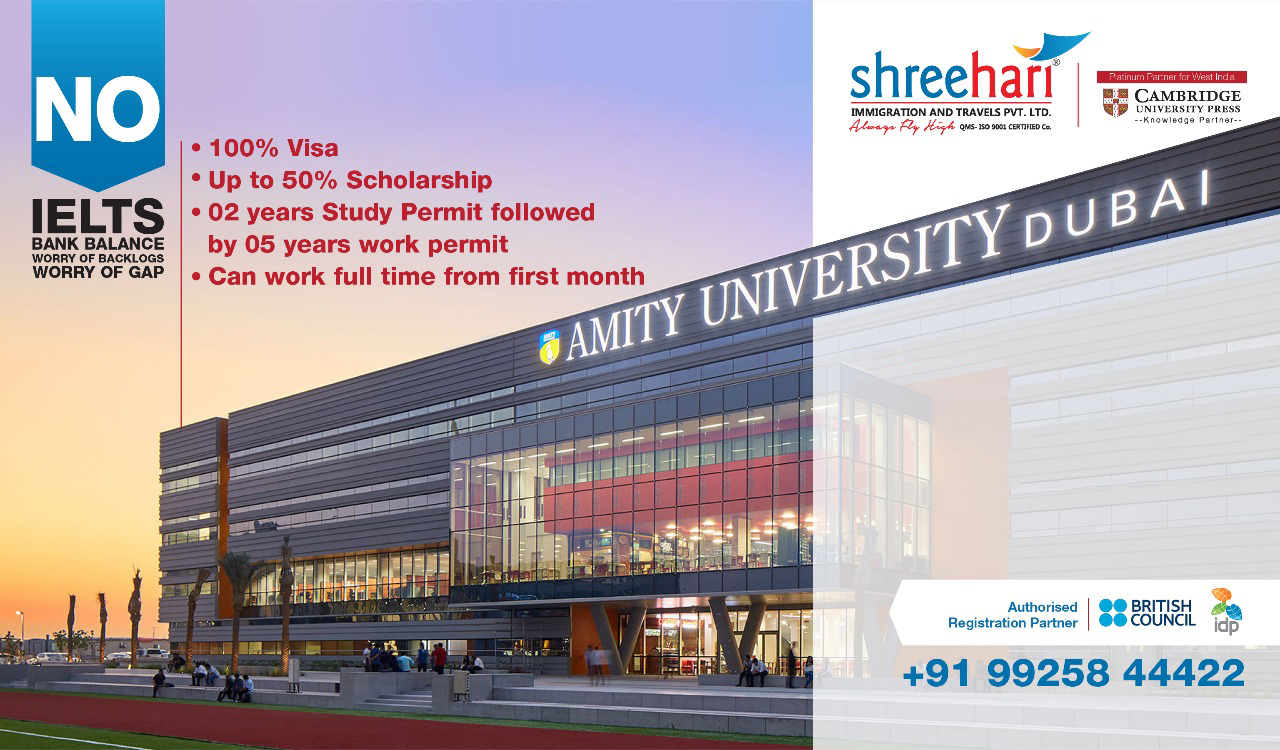 NO
IELTS
BANK BALANCE
WORRY OF BACKLOGS
WORRY OF GAP
• 100% Visa
• Up to 50% Scholarship
• 02 years Study Permit followed
by 05 years work permit
• Can work full time from first month
shreehari®
IMMIGRATION AND TRAVELS PVT. LTD.
Always Fly High QMS- ISO 9001 CERTIFIED Co.
Platinum Partner for West India
CAMBRIDGE
UNIVERSITY PRESS
--Knowledge Partner--
AMITY UNIVERSITY DUBAI
Authorised
Registration Partner
BRITISH
COUNCIL
idp
+91 99258 44422